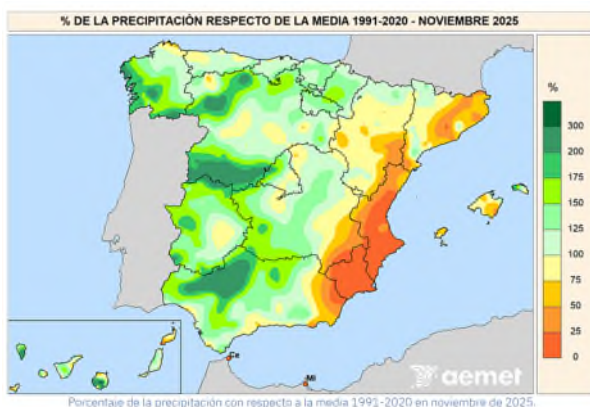 % DE LA PRECIPITACIÓN RESPECTO DE LA MEDIA 1991-2020 - NOVIEMBRE 2025
%
300
200
175
150
125
100
75
50
25
0
Ce
Ml
aemet
Porcentaje de la precipitación con respecto a la media 1991-2020 en noviembre de 2025.